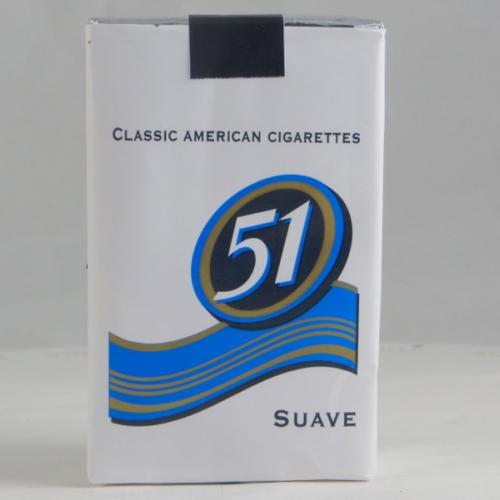 CLASSIC AMERICAN CIGARETTES
51
SUAVE